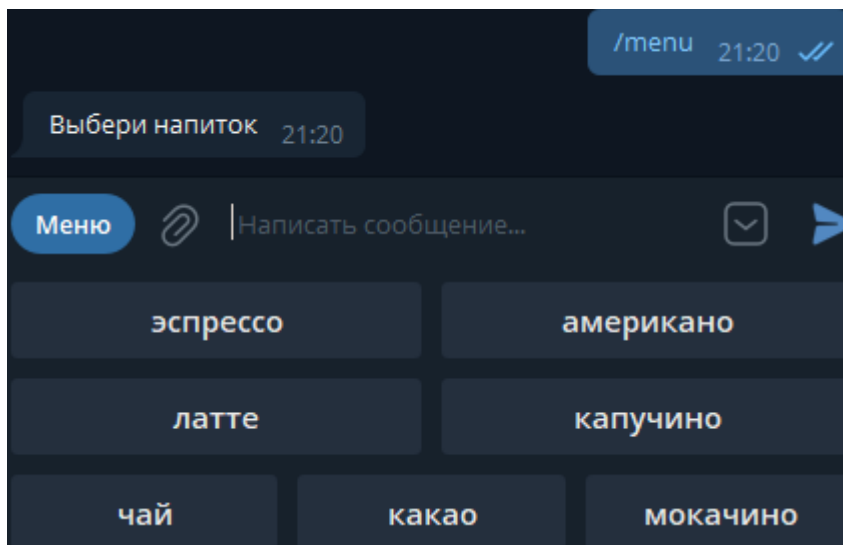 /menu 21:20
Выбери напиток 21:20
Меню Написать сообщение...
эспрессо американо
латте капучино
чай какао мокачино